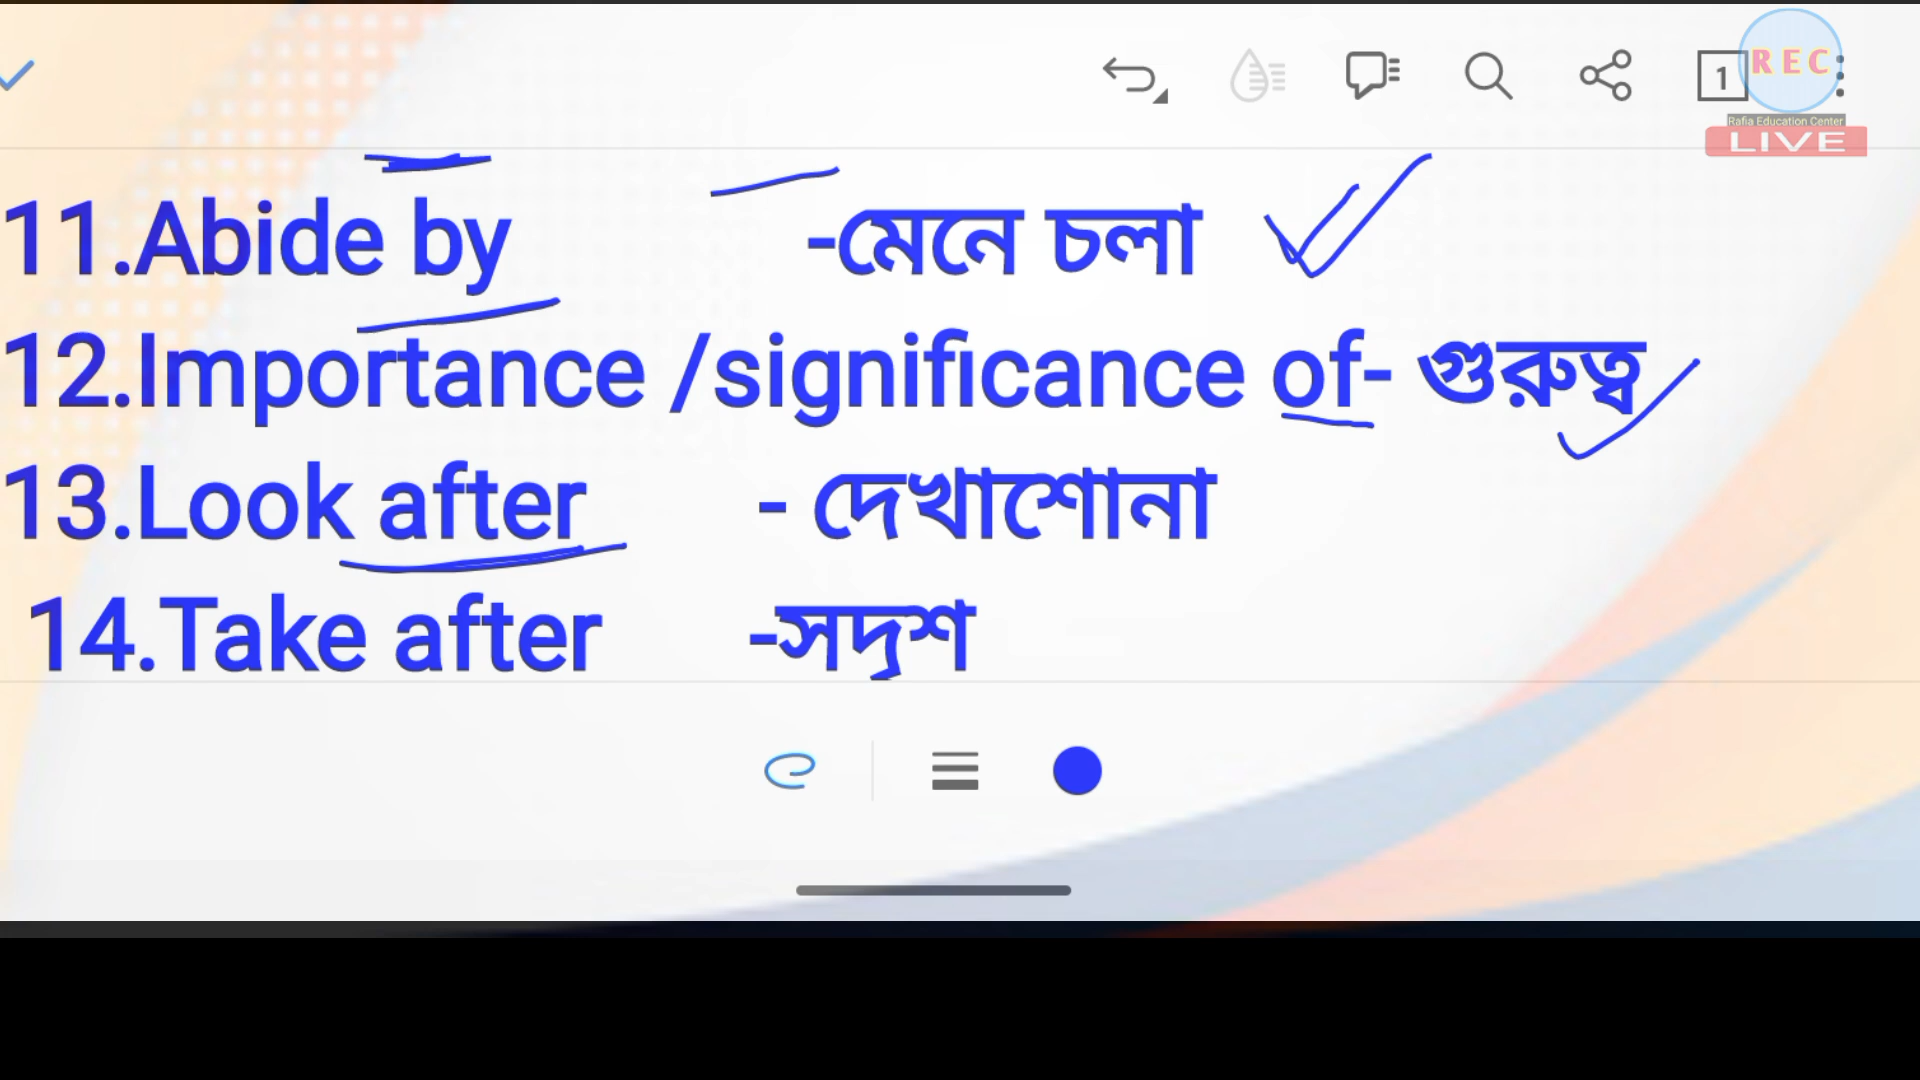 1
REC
Rafia Education Center
LIVE
11.Abide by -মেনে চলা
12.Importance /significance of- গুরুত্ব
13.Look after - দেখাশোনা
14.Take after -সদৃশ